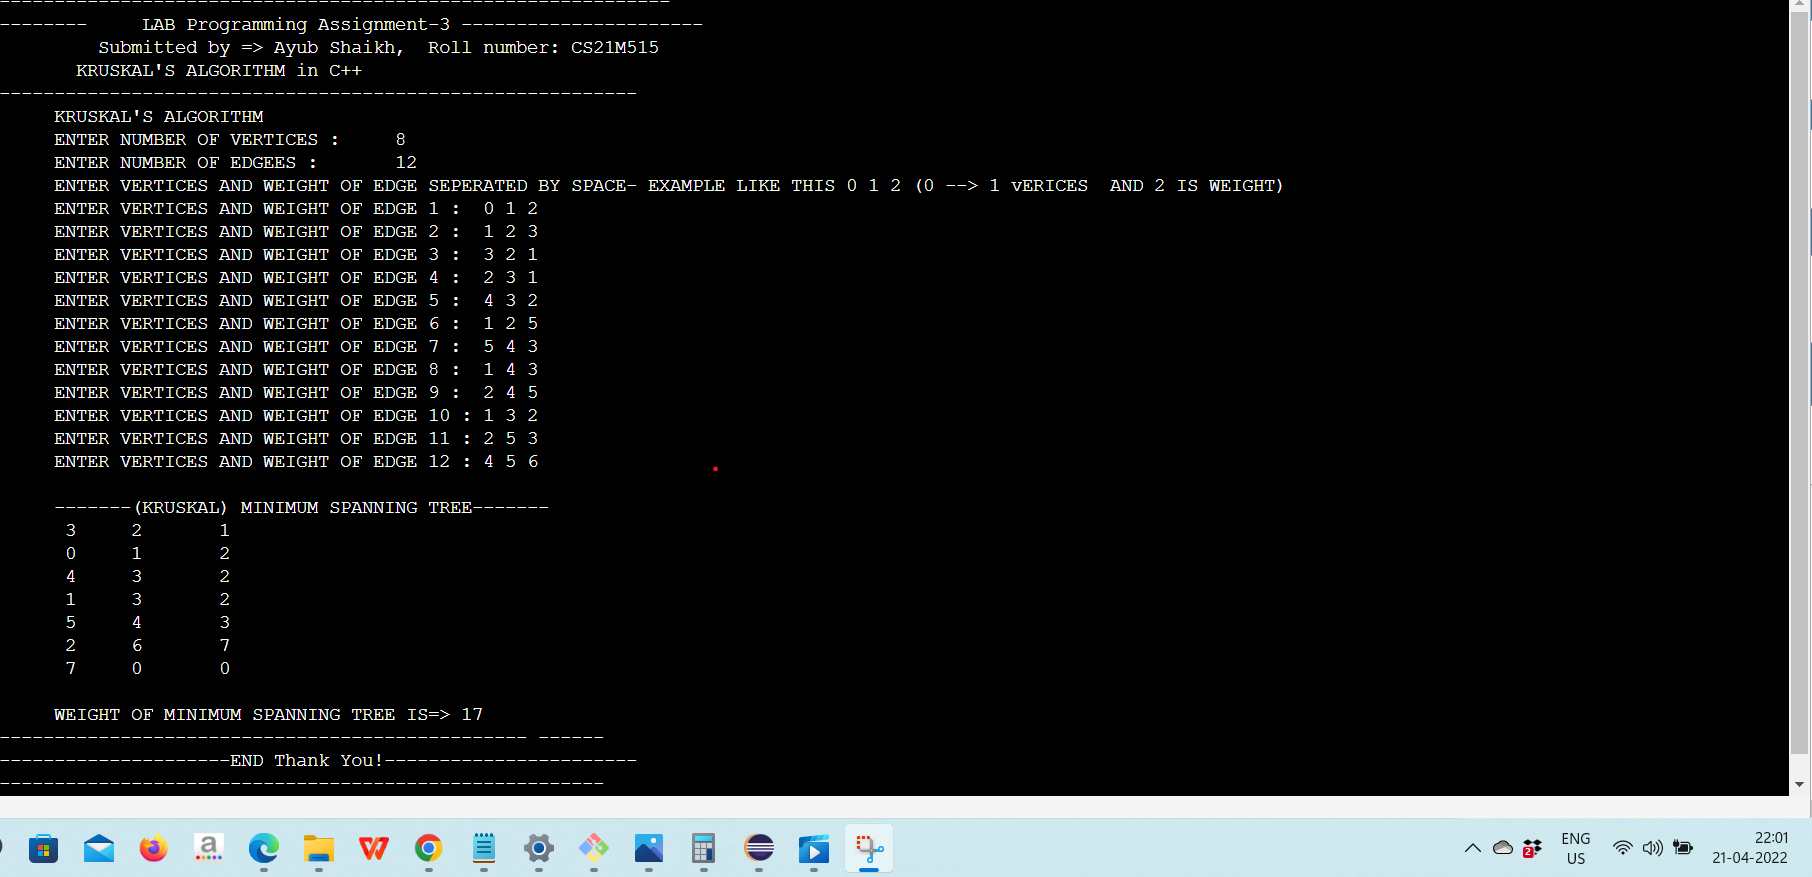 -------------------------------------------------------------
--------     LAB Programming Assignment-3 ----------------------
Submitted by => Ayub Shaikh,  Roll number: CS21M515
KRUSKAL'S ALGORITHM in C++
----------------------------------------------------------
KRUSKAL'S ALGORITHM
ENTER NUMBER OF VERTICES :     8
ENTER NUMBER OF EDGEES :       12
ENTER VERTICES AND WEIGHT OF EDGE SEPERATED BY SPACE- EXAMPLE LIKE THIS 0 1 2 (0 --> 1 vERICES  AND 2 IS WEIGHT)
ENTER VERTICES AND WEIGHT OF EDGE 1 :  0 1 2
ENTER VERTICES AND WEIGHT OF EDGE 2 :  1 2 3
ENTER VERTICES AND WEIGHT OF EDGE 3 :  3 2 1
ENTER VERTICES AND WEIGHT OF EDGE 4 :  2 3 1
ENTER VERTICES AND WEIGHT OF EDGE 5 :  4 3 2
ENTER VERTICES AND WEIGHT OF EDGE 6 :  1 2 5
ENTER VERTICES AND WEIGHT OF EDGE 7 :  5 4 3
ENTER VERTICES AND WEIGHT OF EDGE 8 :  1 4 3
ENTER VERTICES AND WEIGHT OF EDGE 9 :  2 4 5
ENTER VERTICES AND WEIGHT OF EDGE 10 : 1 3 2
ENTER VERTICES AND WEIGHT OF EDGE 11 : 2 5 3
ENTER VERTICES AND WEIGHT OF EDGE 12 : 4 5 6
-------(KRUSKAL) MINIMUM SPANNING TREE-------
3     2       1
0     1       2
4     3       2
1     3       2
5     4       3
2     6       7
7     0       0
WEIGHT OF MINIMUM SPANNING TREE IS=> 17
------------------------------------------------ ------
---------------------END Thank You!-----------------------
-------------------------------------------------------
a
W
2
ENG
US
22:01
21-04-2022